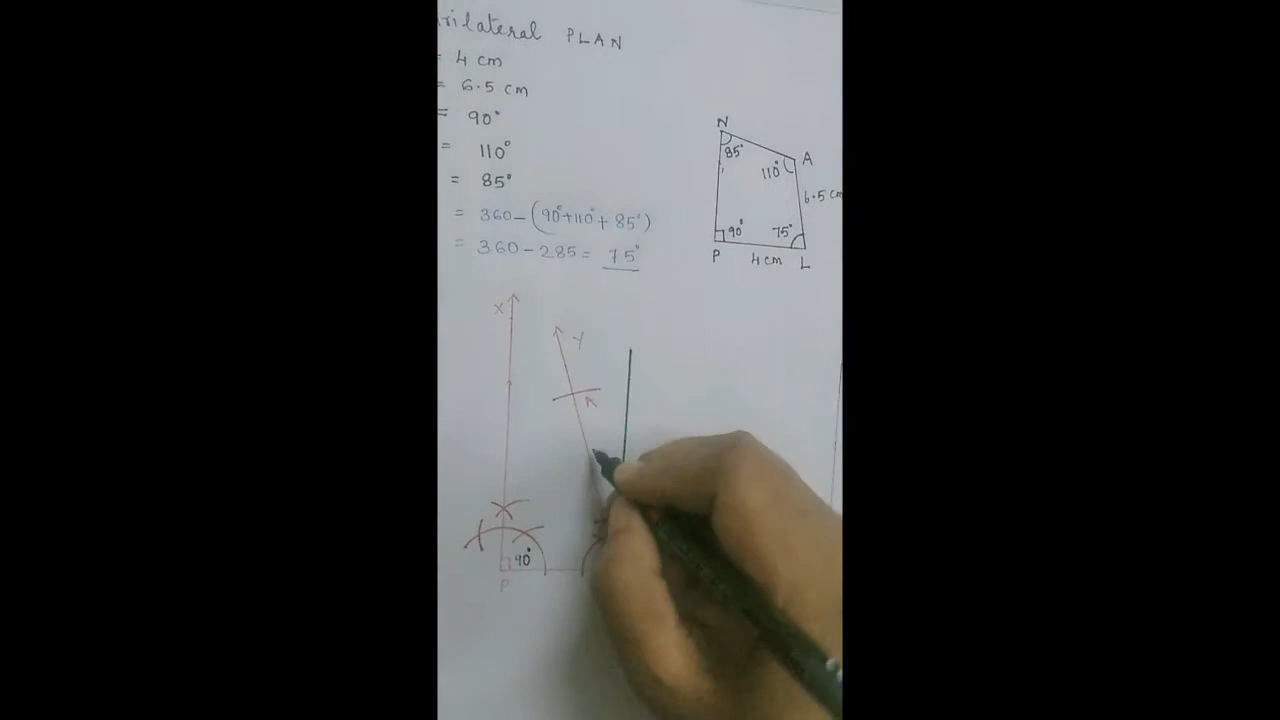 rilateral PLAN
= 4 cm
= 6.5 cm
= 90°
= 110°
= 85°
= 360 - (90° + 110° + 85°)
= 360 - 285 = 75°
N
85°
A
110°
6.5 cm
90°
75°
P
4 cm
L
X
Y
90°
P